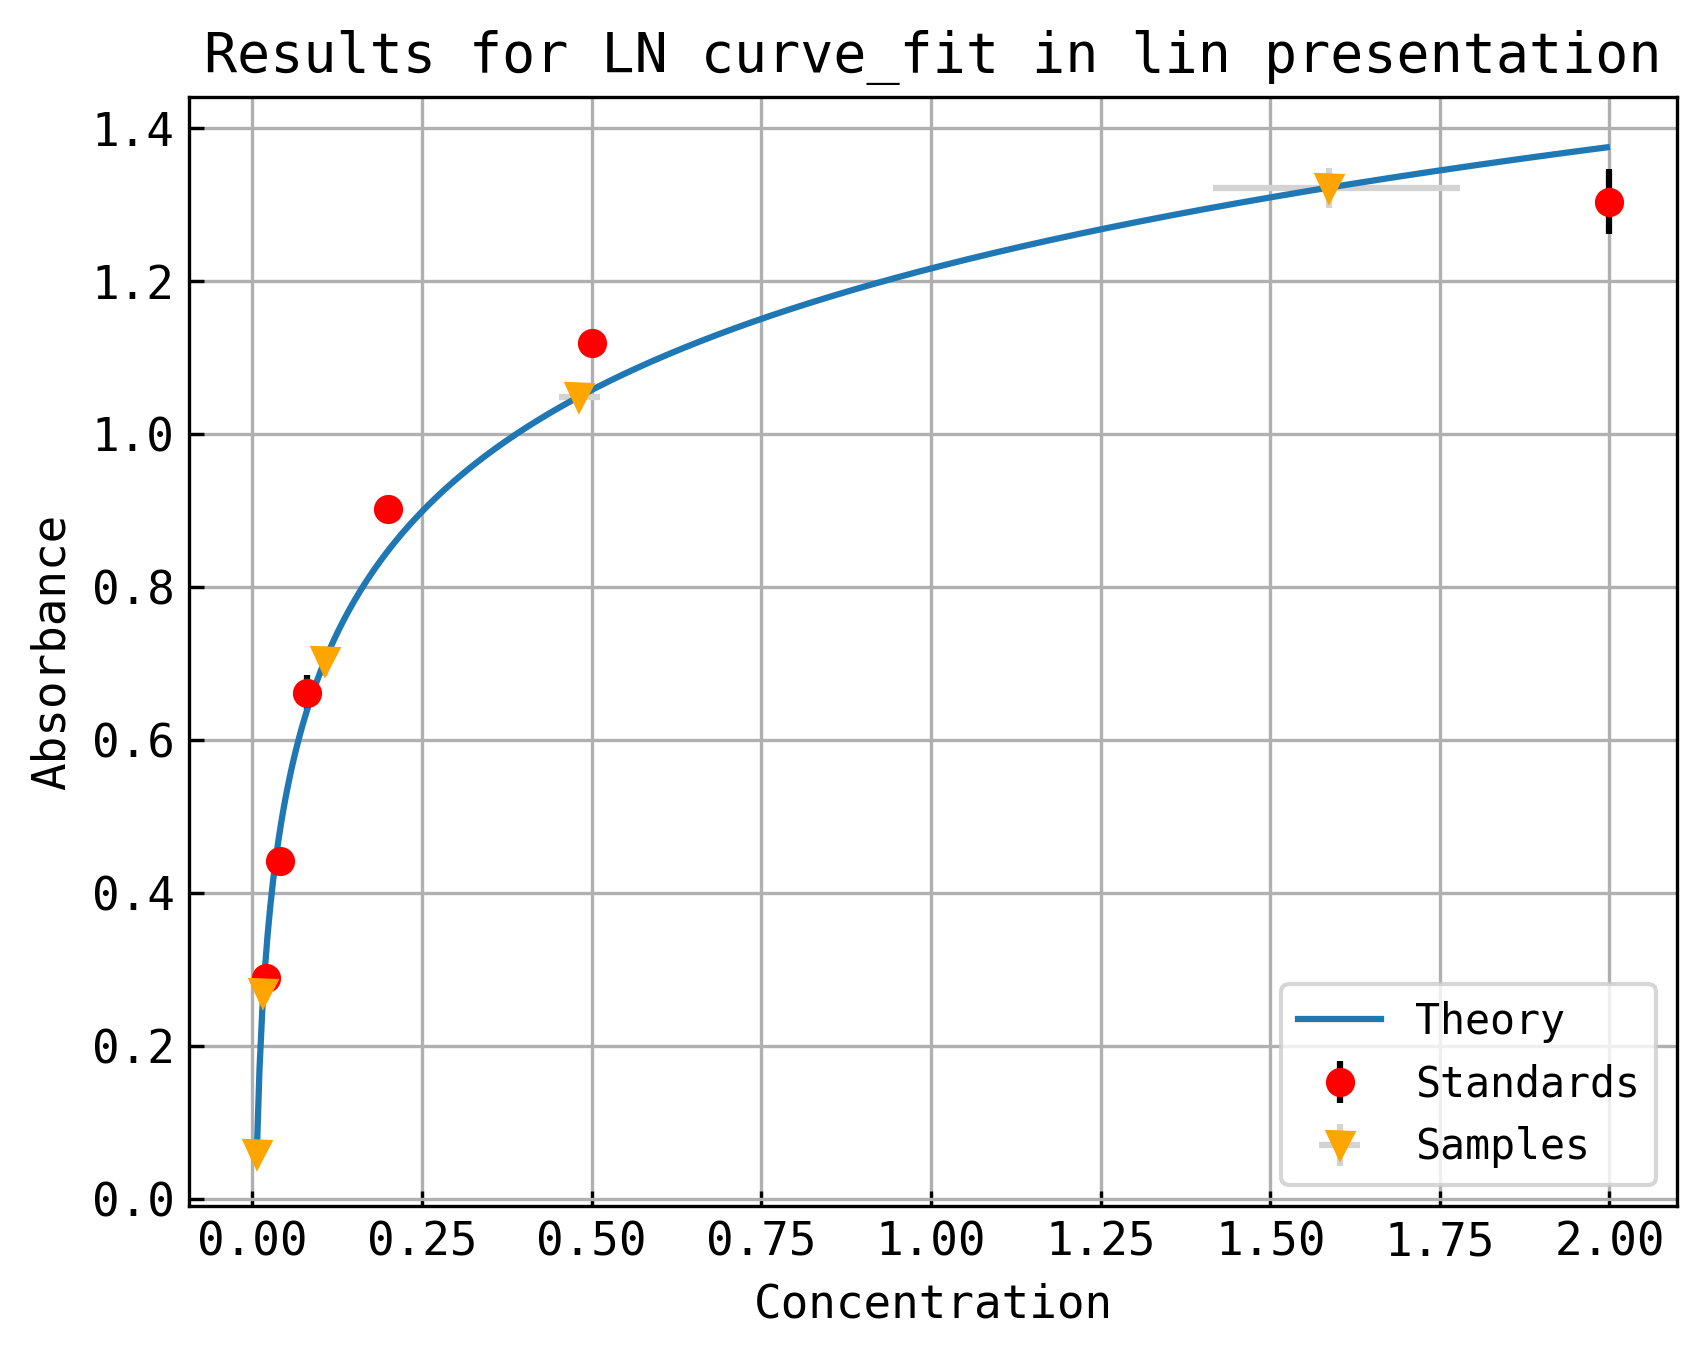 Results for LN curve_fit in lin presentation
1.4
1.2
1.0
0.8
0.6
0.4
0.2
0.0
Absorbance
Theory
Standards
Samples
0.00 0.25 0.50 0.75 1.00 1.25 1.50 1.75 2.00
Concentration